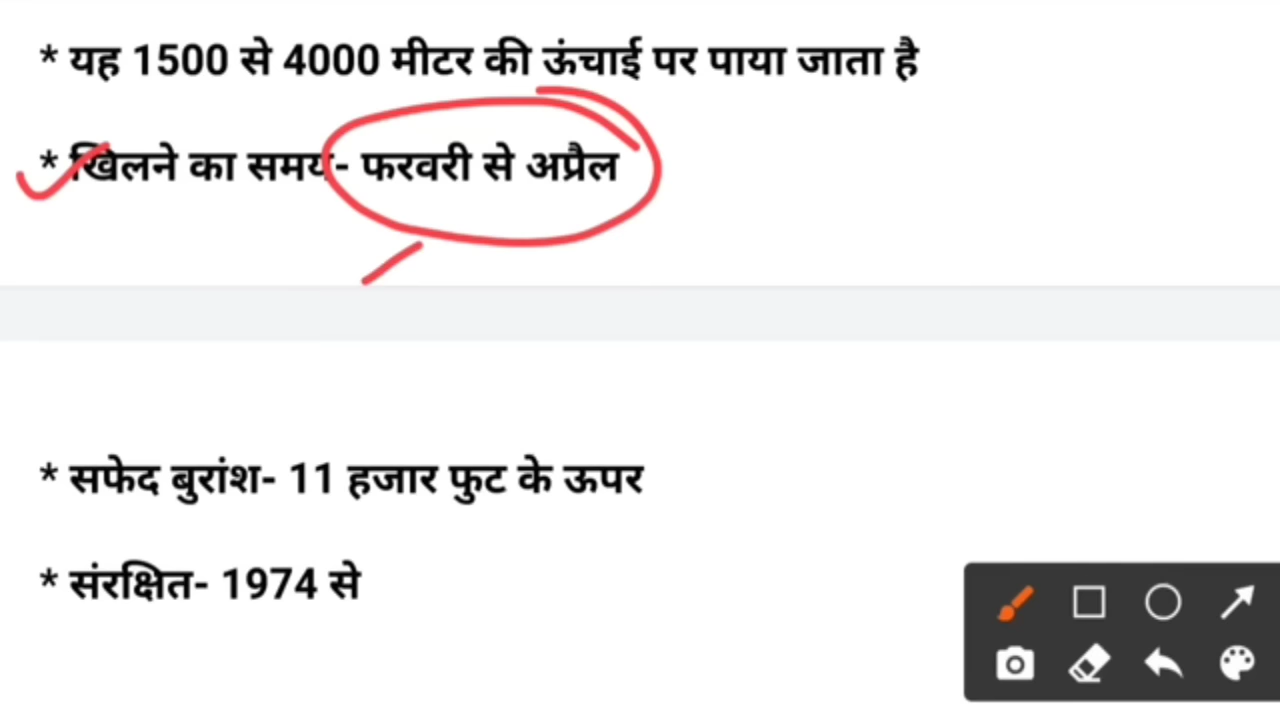 * यह 1500 से 4000 मीटर की ऊंचाई पर पाया जाता है
* खिलने का समय- फरवरी से अप्रैल
* सफेद बुरांश- 11 हजार फुट के ऊपर
* संरक्षित- 1974 से